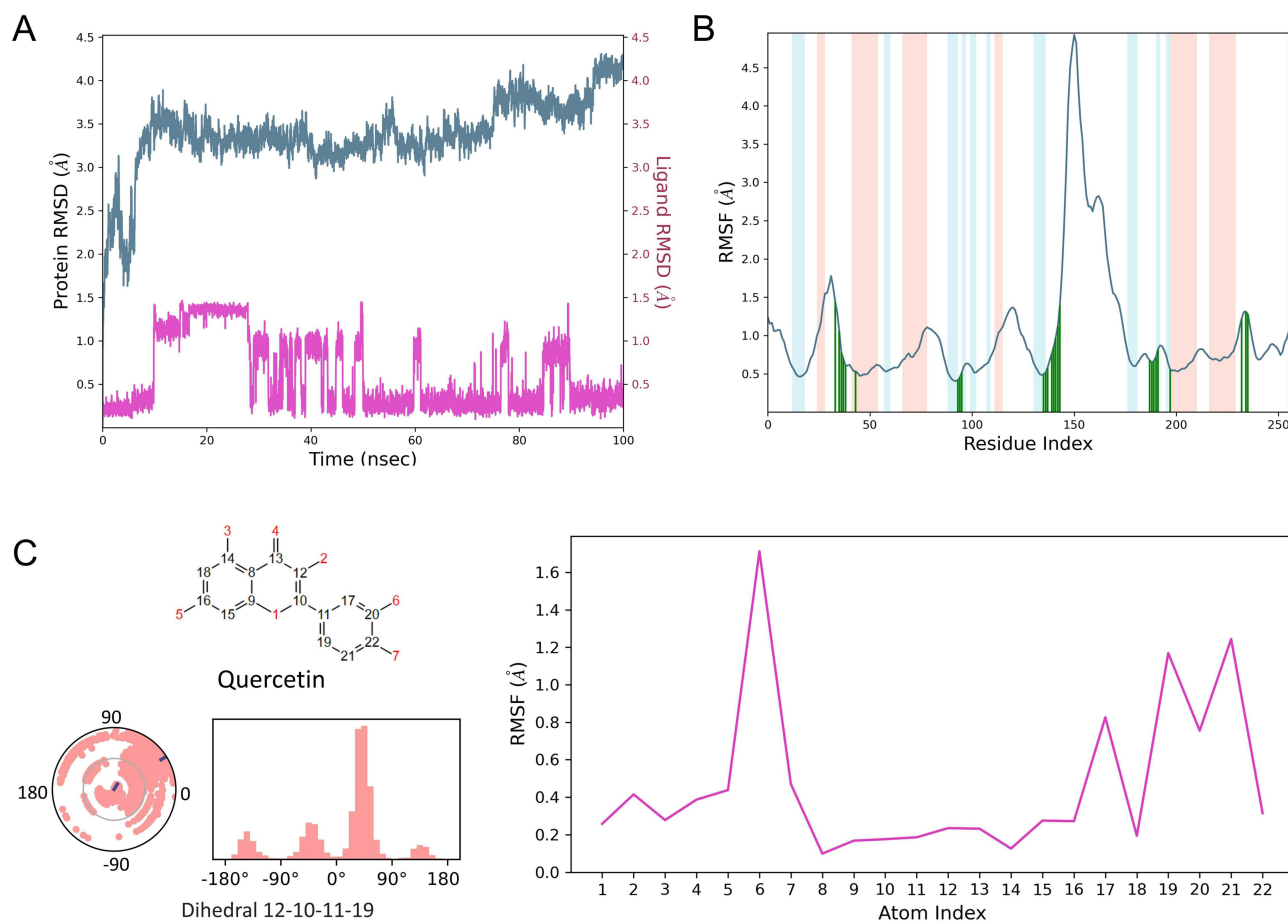 A
4.5
4.0
3.5
3.0
2.5
2.0
1.5
1.0
0.5
Protein RMSD (Å)
4.5
4.0
3.5
3.0
2.5
2.0
1.5
1.0
0.5
Ligand RMSD (Å)
0 20 40 60 80 100
Time (nsec)
B
4.5
4.0
3.5
3.0
2.5
2.0
1.5
1.0
0.5
RMSF (Å)
0 50 100 150 200 250
Residue Index
C
3 4
14 13 2
18 8 12
16 9 10 17 6
5 15 1 11 20
19 22
21 7
Quercetin
90
180 0
-90
-180 -90 0° 90 180
Dihedral 12-10-11-19
1.6
1.4
1.2
1.0
0.8
0.6
0.4
0.2
0.0
RMSF (Å)
1 2 3 4 5 6 7 8 9 10 11 12 13 14 15 16 17 18 19 20 21 22
Atom Index